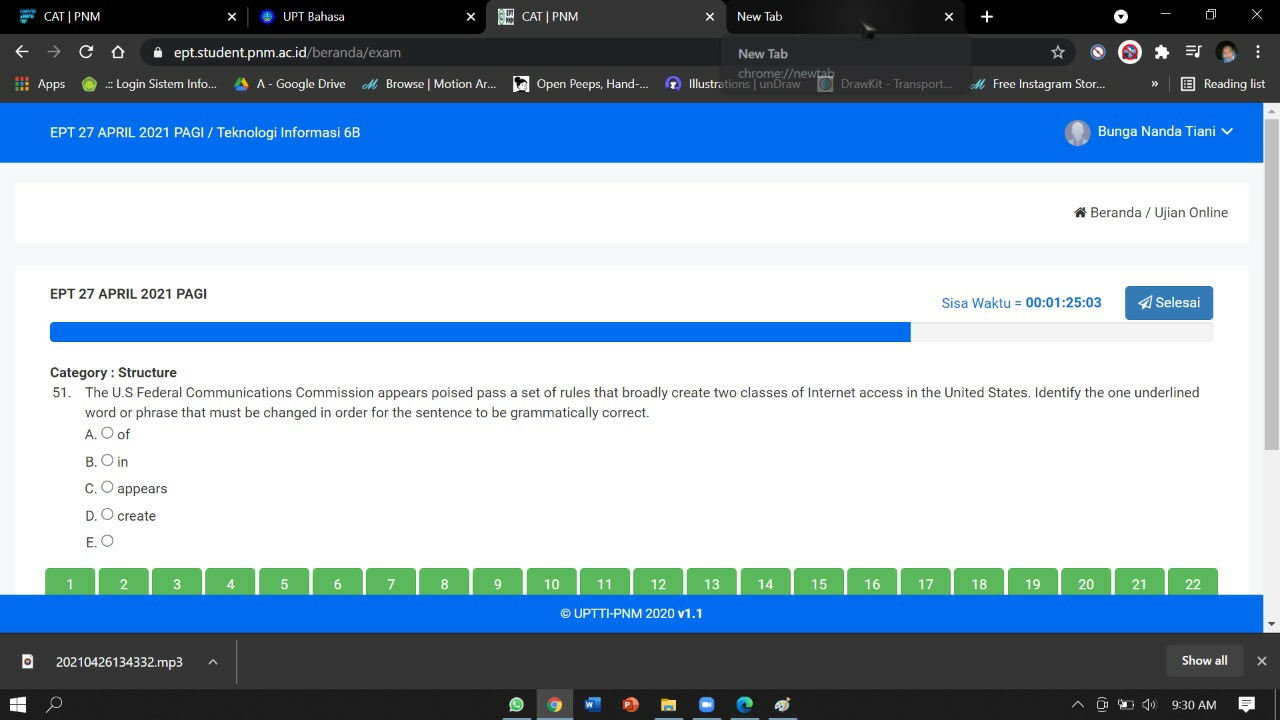 CAT | PNM
UPT Bahasa
CAT | PNM
New Tab
ept.student.pnm.ac.id/beranda/exam
New Tab
chrome://newtab
Apps
.:: Login Sistem Info...
A - Google Drive
Browse | Motion Ar...
Open Peeps, Hand-...
Illustrations | unDraw
DrawKit - Transport...
Free Instagram Stor...
»
Reading list
EPT 27 APRIL 2021 PAGI / Teknologi Informasi 6B
Bunga Nanda Tiani
Beranda / Ujian Online
EPT 27 APRIL 2021 PAGI
Sisa Waktu = 00:01:25:03
Selesai
Category : Structure
51. The U.S Federal Communications Commission appears poised pass a set of rules that broadly create two classes of Internet access in the United States. Identify the one underlined
word or phrase that must be changed in order for the sentence to be grammatically correct.
A. of
B. in
C. appears
D. create
E.
1 2 3 4 5 6 7 8 9 10 11 12 13 14 15 16 17 18 19 20 21 22
© UPTTI-PNM 2020 v1.1
20210426134332.mp3
Show all
9:30 AM